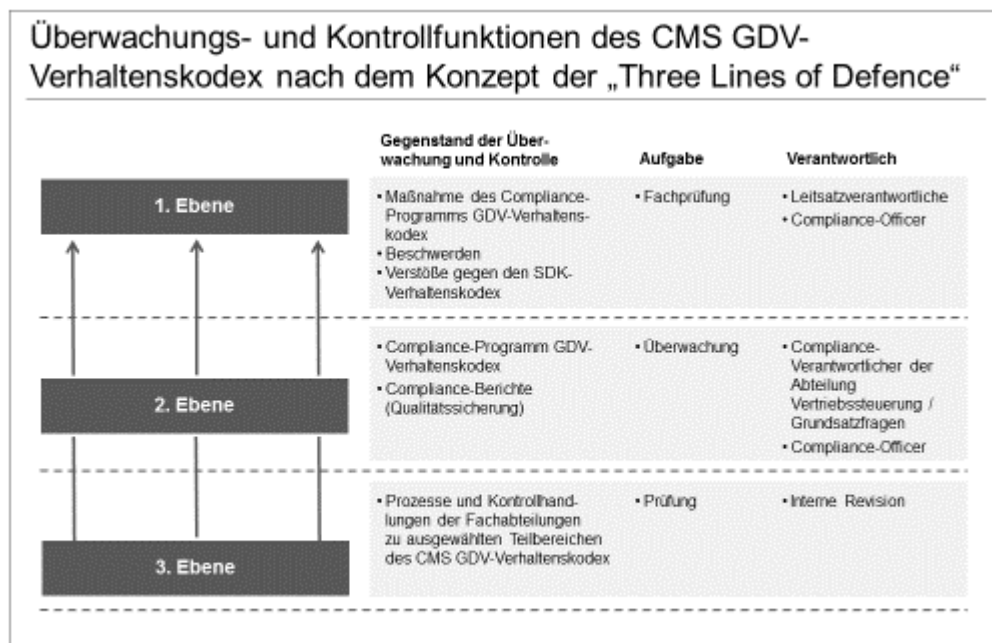 Überwachungs- und Kontrollfunktionen des CMS GDV-
Verhaltenskodex nach dem Konzept der „Three Lines of Defence“
Gegenstand der Über-
wachung und Kontrolle
Aufgabe
Verantwortlich
1. Ebene
• Maßnahme des Compliance-
Programms GDV-Verhaltens-
kodex
• Beschwerden
• Verstöße gegen den SDK-
Verhaltenskodex
• Fachprüfung
• Leitsatzverantwortliche
• Compliance-Officer
2. Ebene
• Compliance-Programm GDV-
Verhaltenskodex
• Compliance-Berichte
(Qualitätssicherung)
• Überwachung
• Compliance-
Verantwortlicher der
Abteilung
Vertriebssteuerung /
Grundsatzfragen
• Compliance-Officer
3. Ebene
• Prozesse und Kontrollhand-
lungen der Fachabteilungen
zu ausgewählten Teilbereichen
des CMS GDV-Verhaltenskodex
• Prüfung
• Interne Revision